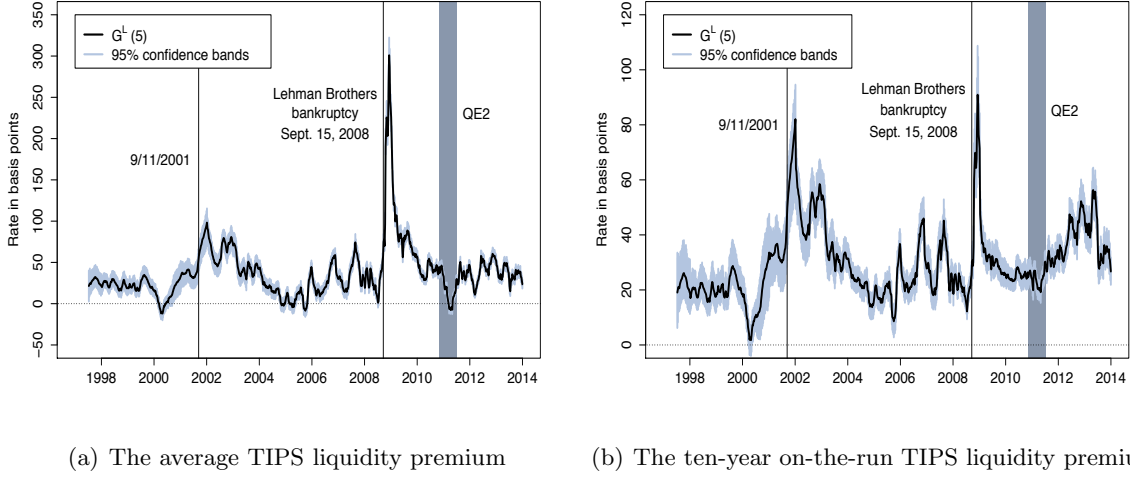 350
300
250
200
150
100
50
0
−50
Rate in basis points
G^L (5)
95% confidence bands
9/11/2001
Lehman Brothers
bankruptcy
Sept. 15, 2008
QE2
1998 2000 2002 2004 2006 2008 2010 2012 2014
(a) The average TIPS liquidity premium
120
100
80
60
40
20
0
Rate in basis points
G^L (5)
95% confidence bands
9/11/2001
Lehman Brothers
bankruptcy
Sept. 15, 2008
QE2
1998 2000 2002 2004 2006 2008 2010 2012 2014
(b) The ten-year on-the-run TIPS liquidity premiu